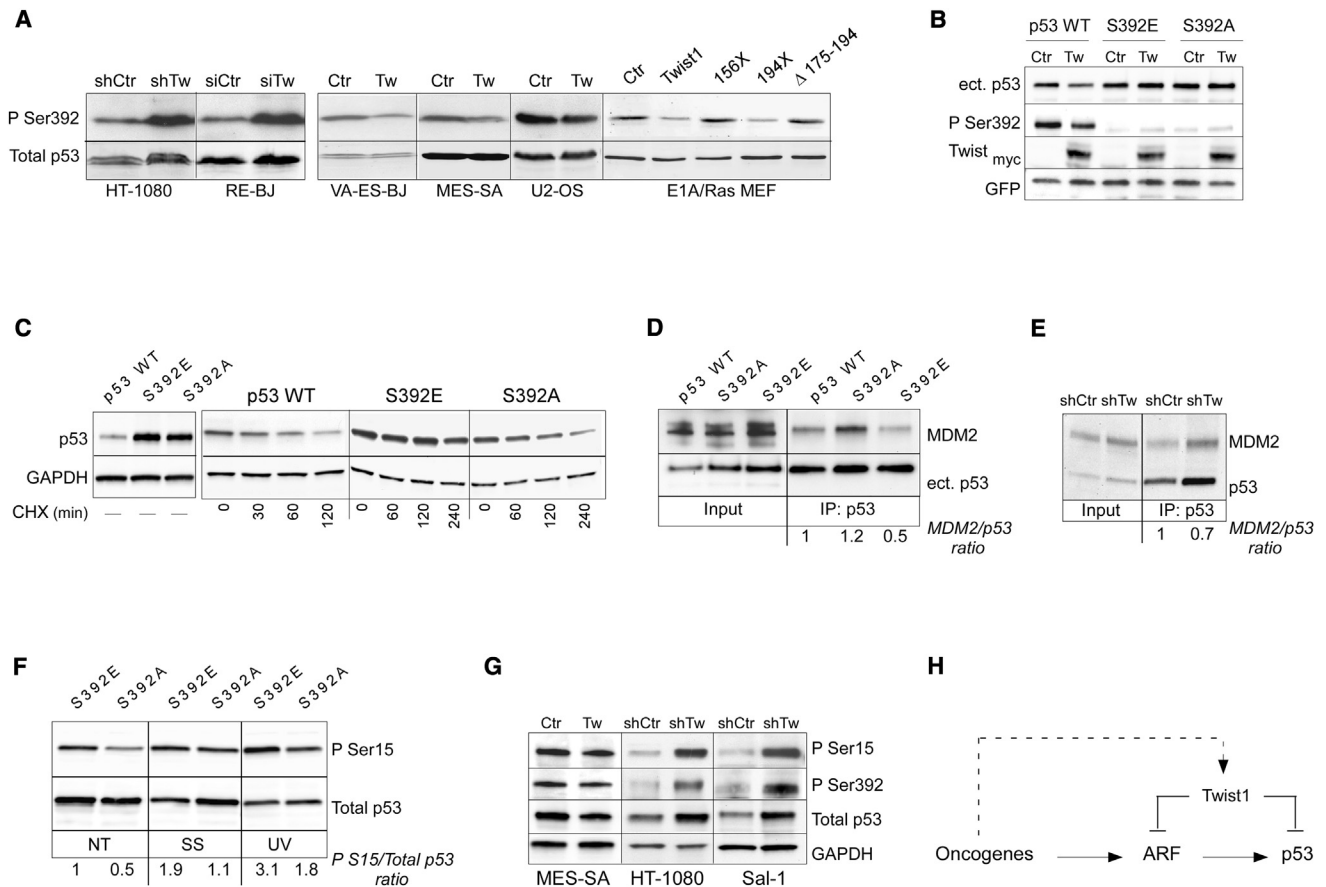 A
shCtr shTw siCtr siTw Ctr Tw Ctr Tw Ctr Tw Ctr Twist1 156X 194X Δ 175-194
P Ser392
Total p53
HT-1080 RE-BJ VA-ES-BJ MES-SA U2-OS E1A/Ras MEF
B
p53 WT S392E S392A
Ctr Tw Ctr Tw Ctr Tw
ect. p53
P Ser392
Twist myc
GFP
C
p53 WT S392E S392A
p53 WT S392E S392A
p53
GAPDH
CHX (min) — — — 0 30 60 120 0 60 120 240 0 60 120 240
D
p53 WT S392A S392E p53 WT S392A S392E
MDM2
ect. p53
Input IP: p53
1 1.2 0.5 MDM2/p53
ratio
E
shCtr shTw shCtr shTw
MDM2
p53
Input IP: p53
1 0.7 MDM2/p53
ratio
F
S392E S392A S392E S392A S392E S392A
P Ser15
Total p53
NT SS UV
1 0.5 1.9 1.1 3.1 1.8 P S15/Total p53
ratio
G
Ctr Tw shCtr shTw shCtr shTw
P Ser15
P Ser392
Total p53
GAPDH
MES-SA HT-1080 Sal-1
H
Twist1
Oncogenes ARF p53